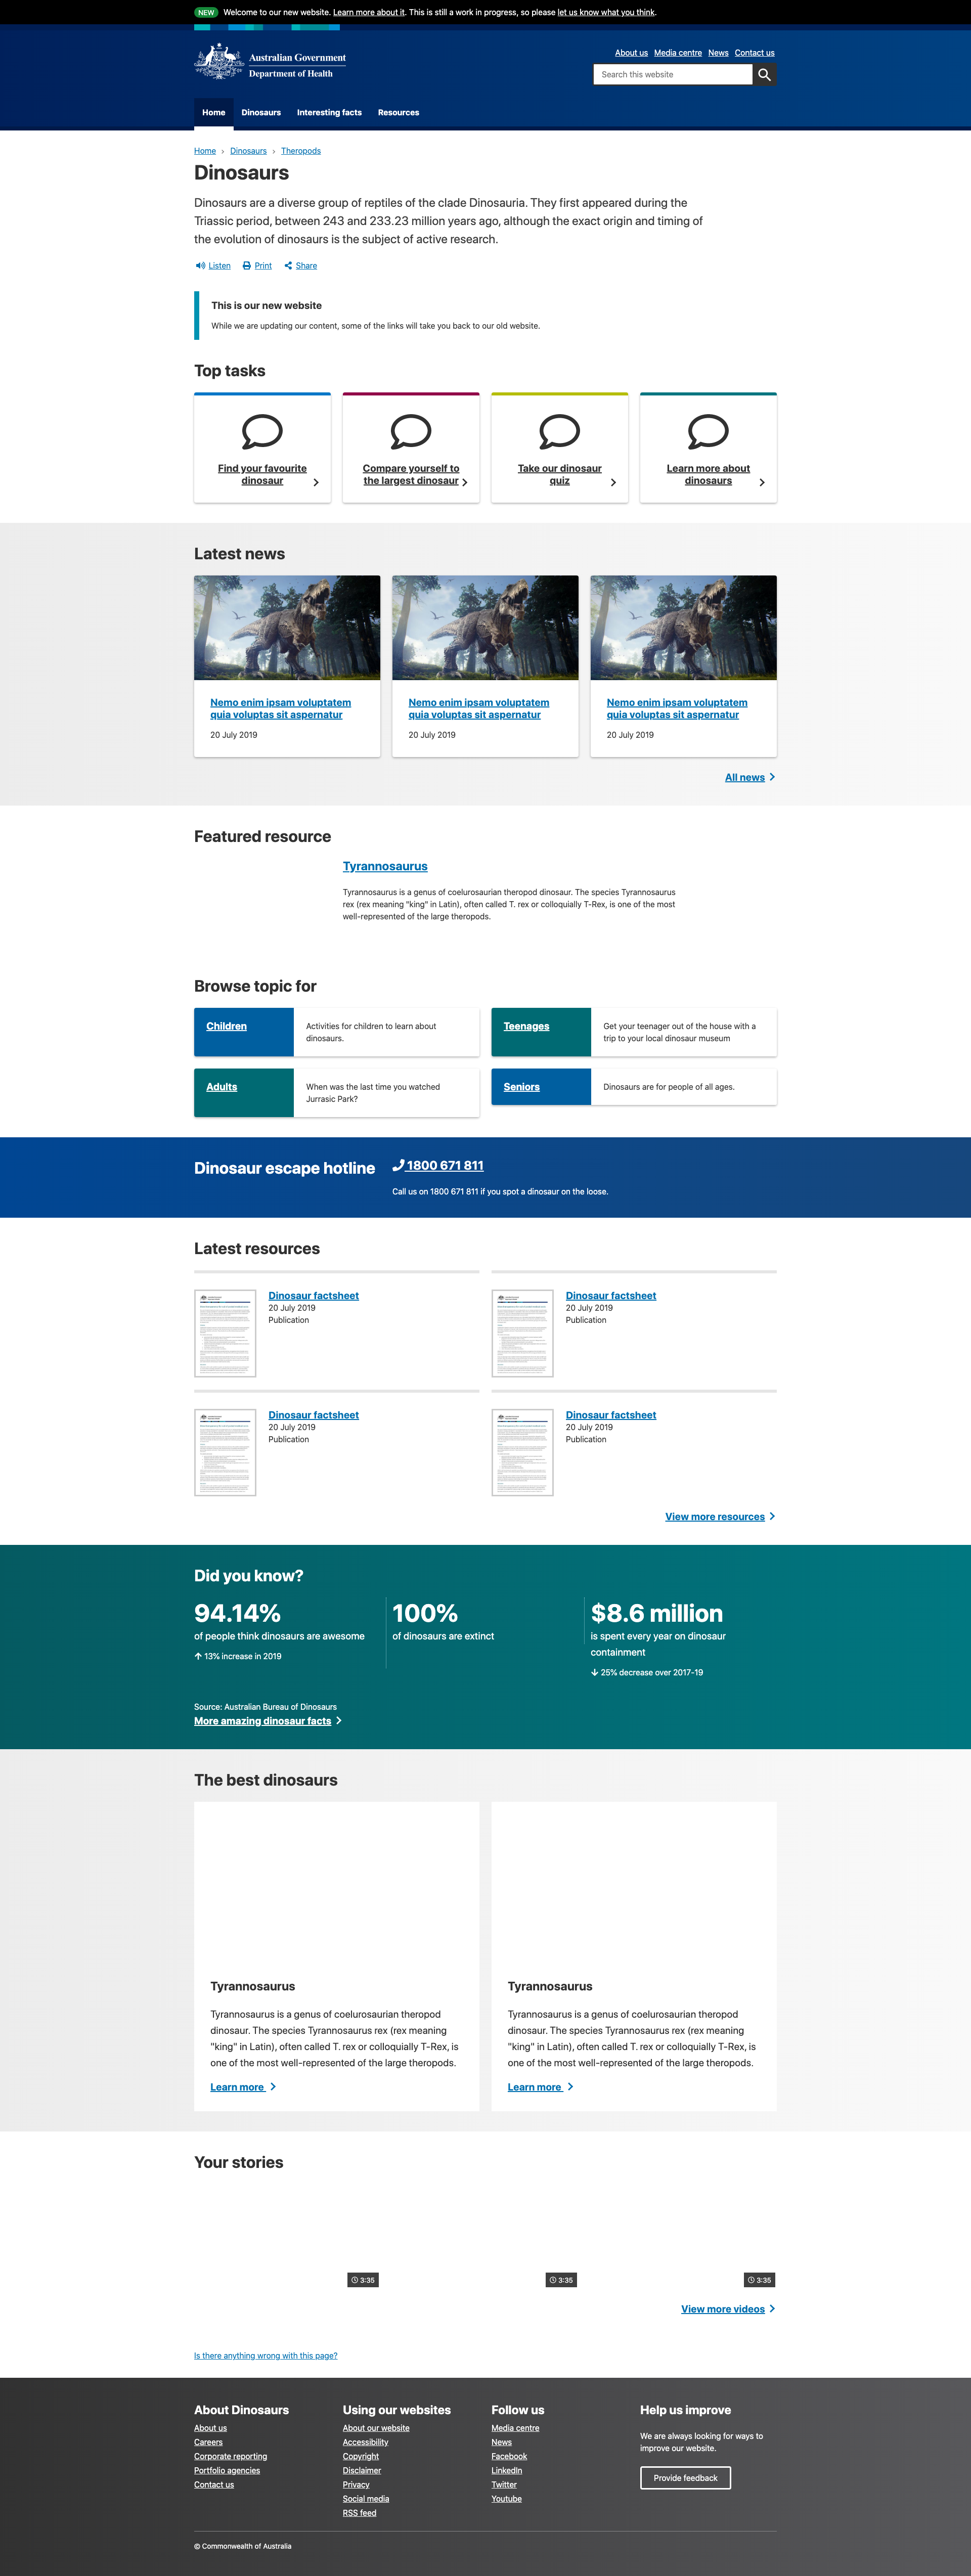 NEW Welcome to our new website. Learn more about it. This is still a work in progress, so please let us know what you think.
Australian Government
Department of Health
About us Media centre News Contact us
Search this website
Home Dinosaurs Interesting facts Resources
Home > Dinosaurs > Theropods
Dinosaurs
Dinosaurs are a diverse group of reptiles of the clade Dinosauria. They first appeared during the
Triassic period, between 243 and 233.23 million years ago, although the exact origin and timing of
the evolution of dinosaurs is the subject of active research.
Listen Print Share
This is our new website
While we are updating our content, some of the links will take you back to our old website.
Top tasks
Find your favourite
dinosaur
Compare yourself to
the largest dinosaur
Take our dinosaur
quiz
Learn more about
dinosaurs
Latest news
Nemo enim ipsam voluptatem
quia voluptas sit aspernatur
20 July 2019
Nemo enim ipsam voluptatem
quia voluptas sit aspernatur
20 July 2019
Nemo enim ipsam voluptatem
quia voluptas sit aspernatur
20 July 2019
All news
Featured resource
Tyrannosaurus
Tyrannosaurus is a genus of coelurosaurian theropod dinosaur. The species Tyrannosaurus
rex (rex meaning "king" in Latin), often called T. rex or colloquially T-Rex, is one of the most
well-represented of the large theropods.
Browse topic for
Children
Activities for children to learn about
dinosaurs.
Teenages
Get your teenager out of the house with a
trip to your local dinosaur museum
Adults
When was the last time you watched
Jurrasic Park?
Seniors
Dinosaurs are for people of all ages.
Dinosaur escape hotline
1800 671 811
Call us on 1800 671 811 if you spot a dinosaur on the loose.
Latest resources
Dinosaur factsheet
20 July 2019
Publication
Dinosaur factsheet
20 July 2019
Publication
Dinosaur factsheet
20 July 2019
Publication
Dinosaur factsheet
20 July 2019
Publication
View more resources
Did you know?
94.14%
of people think dinosaurs are awesome
13% increase in 2019
100%
of dinosaurs are extinct
$8.6 million
is spent every year on dinosaur
containment
25% decrease over 2017-19
Source: Australian Bureau of Dinosaurs
More amazing dinosaur facts
The best dinosaurs
Tyrannosaurus
Tyrannosaurus is a genus of coelurosaurian theropod
dinosaur. The species Tyrannosaurus rex (rex meaning
"king" in Latin), often called T. rex or colloquially T-Rex, is
one of the most well-represented of the large theropods.
Learn more
Tyrannosaurus
Tyrannosaurus is a genus of coelurosaurian theropod
dinosaur. The species Tyrannosaurus rex (rex meaning
"king" in Latin), often called T. rex or colloquially T-Rex, is
one of the most well-represented of the large theropods.
Learn more
Your stories
3:35
3:35
3:35
View more videos
Is there anything wrong with this page?
About Dinosaurs
About us
Careers
Corporate reporting
Portfolio agencies
Contact us
Using our websites
About our website
Accessibility
Copyright
Disclaimer
Privacy
Social media
RSS feed
Follow us
Media centre
News
Facebook
LinkedIn
Twitter
Youtube
Help us improve
We are always looking for ways to
improve our website.
Provide feedback
© Commonwealth of Australia